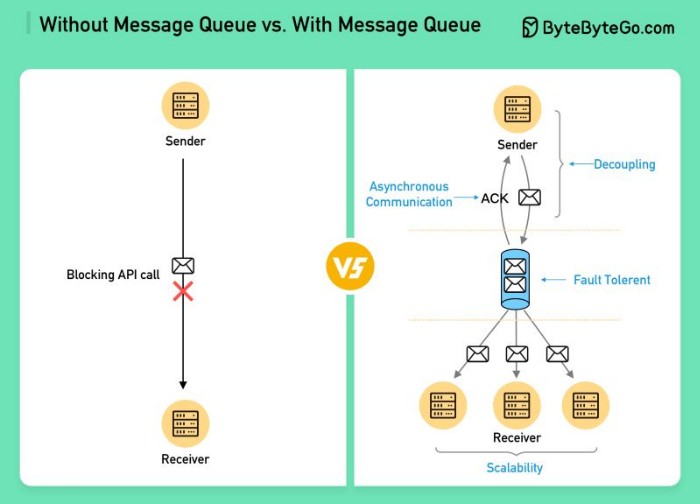 Without Message Queue vs. With Message Queue
ByteByteGo.com
Sender
Blocking API call
Receiver
VS
Sender
Decoupling
Asynchronous
Communication
ACK
Fault Tolerent
Receiver
Scalability